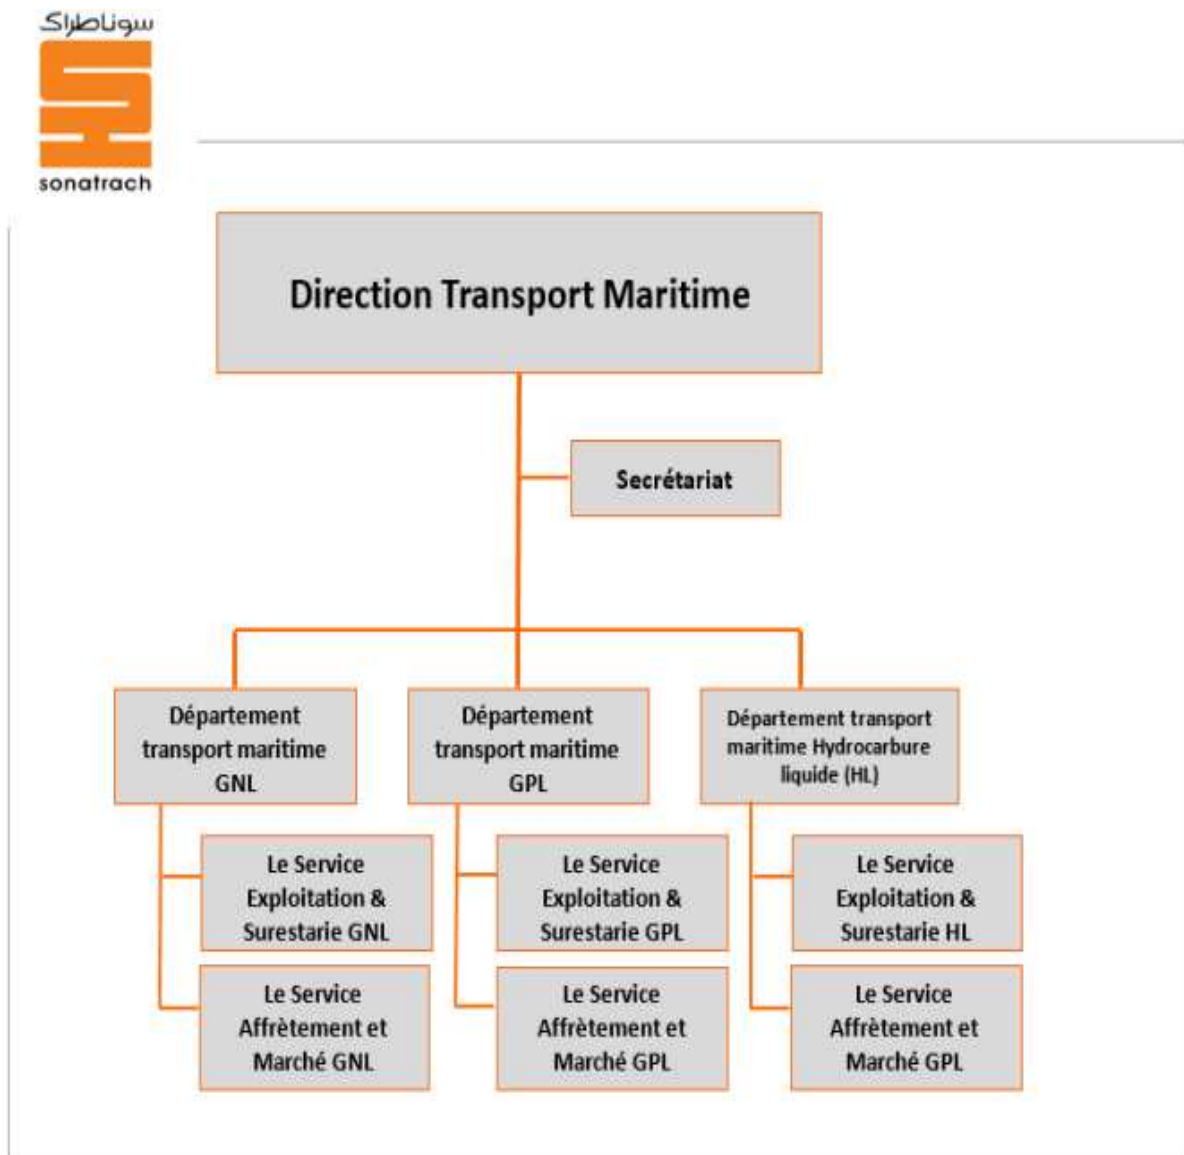 سوناطراك
sonatrach
Direction Transport Maritime
Secrétariat
Département
transport maritime
GNL
Département
transport maritime
GPL
Département transport
maritime Hydrocarbure
liquide (HL)
Le Service
Exploitation &
Surestarie GNL
Le Service
Exploitation &
Surestarie GPL
Le Service
Exploitation &
Surestarie HL
Le Service
Affrètement et
Marché GNL
Le Service
Affrètement et
Marché GPL
Le Service
Affrètement et
Marché GPL